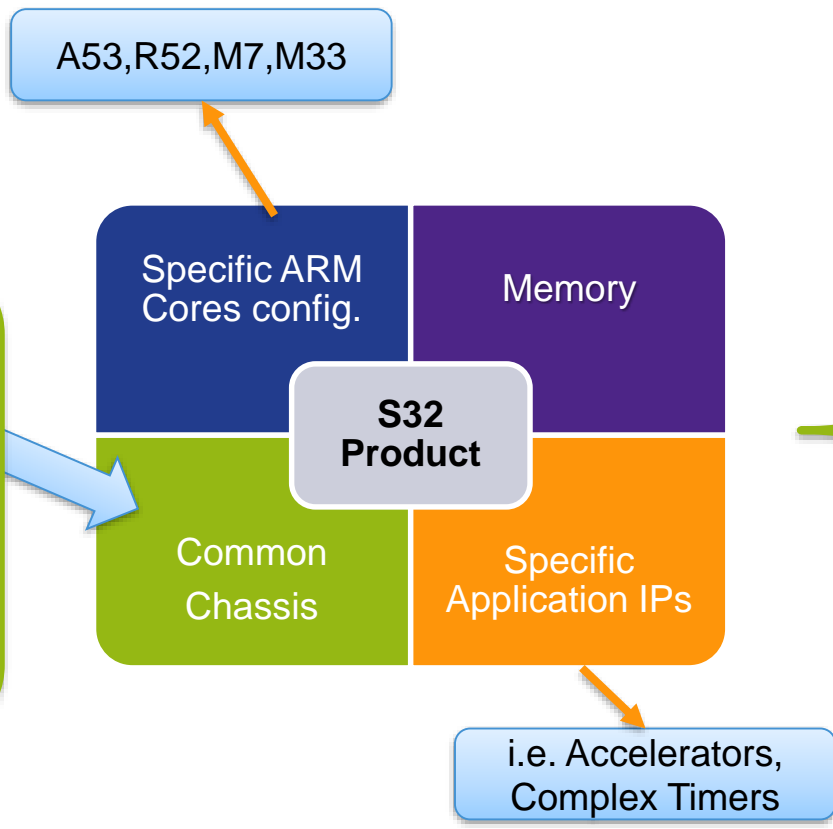 A53,R52,M7,M33
Specific ARM
Cores config.
Memory
S32
Product
Common
Chassis
Specific
Application IPs
i.e. Accelerators,
Complex Timers